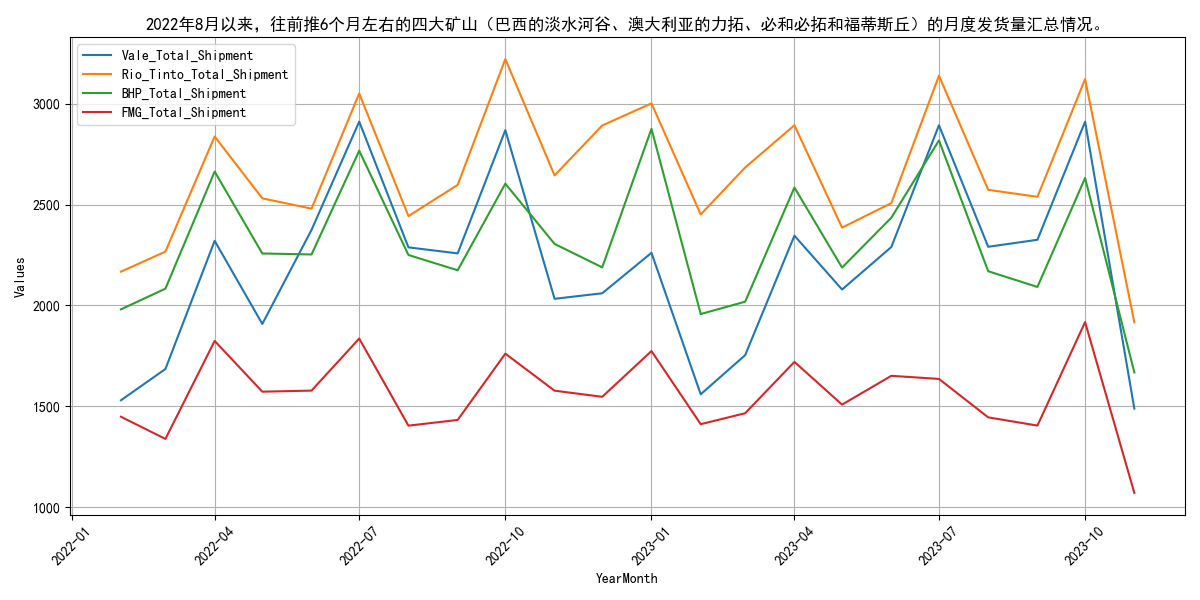 2022年8月以来，往前推6个月左右的四大矿山（巴西的淡水河谷、澳大利亚的力拓、必和必拓和福蒂斯丘）的月度发货量汇总情况。
Vale_Total_Shipment
Rio_Tinto_Total_Shipment
BHP_Total_Shipment
FMG_Total_Shipment
3000
2500
2000
1500
1000
Values
2022-01
2022-04
2022-07
2022-10
2023-01
2023-04
2023-07
2023-10
YearMonth